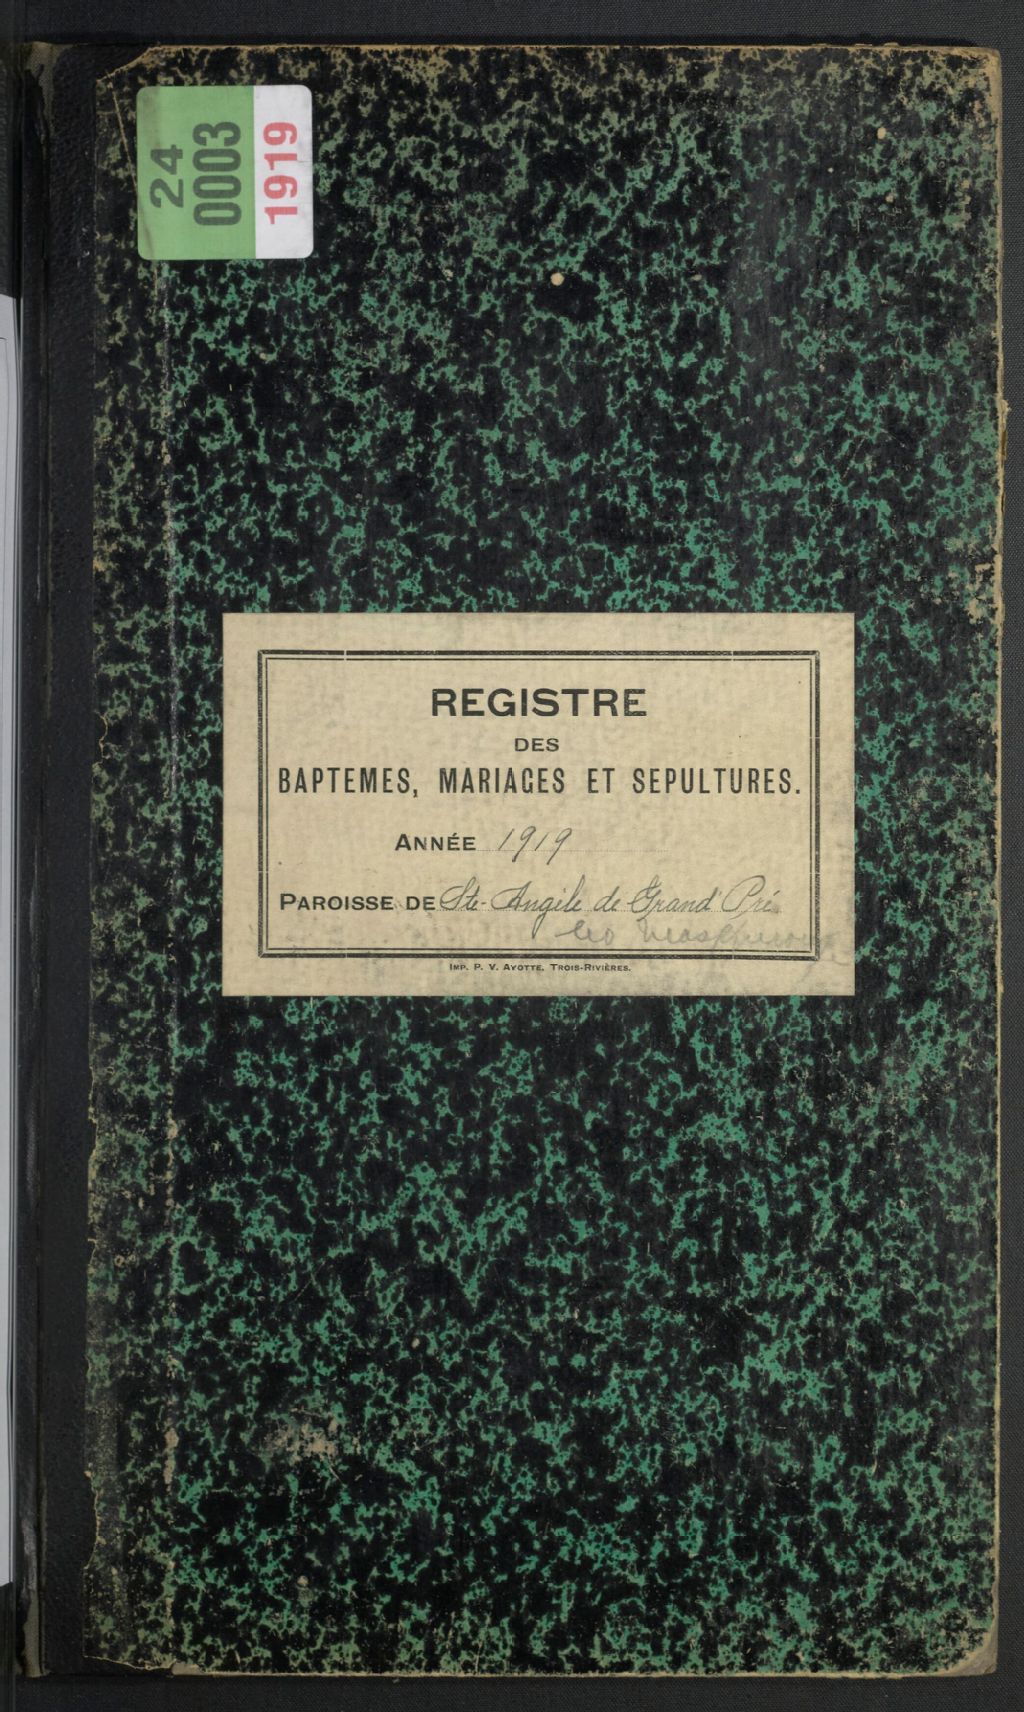 24
0003
1919
REGISTRE
DES
BAPTEMES, MARIAGES ET SEPULTURES.
ANNÉE 1919
PAROISSE DE Ste-Angèle de Grand Pré
IMP. P. V. AYOTTE, TROIS-RIVIÈRES.